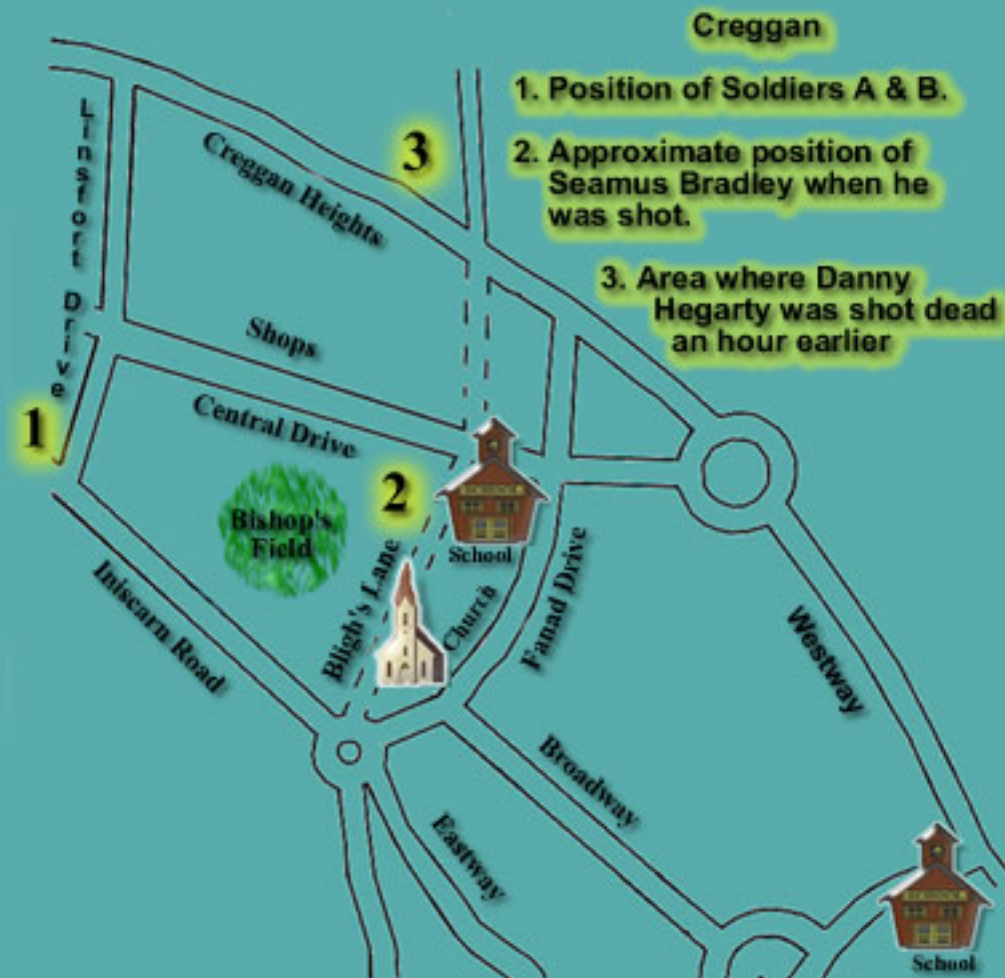 Creggan
1. Position of Soldiers A & B.
2. Approximate position of
Seamus Bradley when he
was shot.
3. Area where Danny
Hegarty was shot dead
an hour earlier
Linsfort Drive
Creggan Heights
3
Shops
Central Drive
1
2
Bishop's
Field
SCHOOL
School
Bligh's Lane
Church
Fanad Drive
Iniscarn Road
Westway
Broadway
Eastway
SCHOOL
School